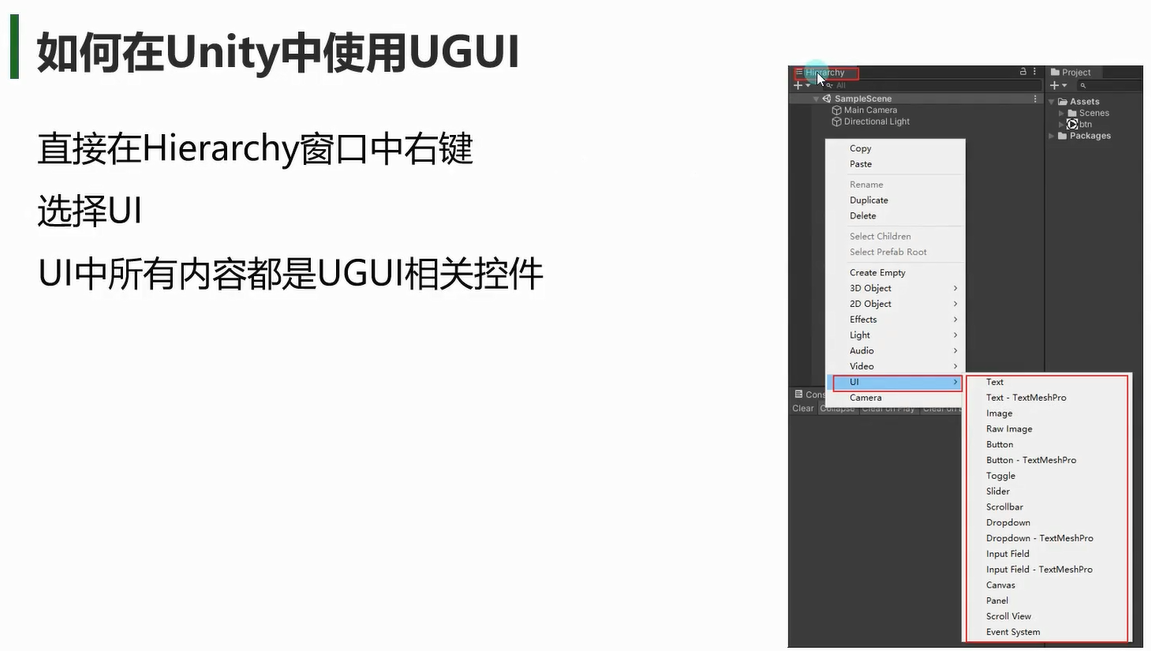 如何在Unity中使用UGUI
直接在Hierarchy窗口中右键
选择UI
UI中所有内容都是UGUI相关控件
Hierarchy
All
SampleScene
Main Camera
Directional Light
Project
Assets
Scenes
btn
Packages
Copy
Paste
Rename
Duplicate
Delete
Select Children
Select Prefab Root
Create Empty
3D Object
2D Object
Effects
Light
Audio
Video
UI
Camera
Cons
Clear Collapse Clear on Play
Text
Text - TextMeshPro
Image
Raw Image
Button
Button - TextMeshPro
Toggle
Slider
Scrollbar
Dropdown
Dropdown - TextMeshPro
Input Field
Input Field - TextMeshPro
Canvas
Panel
Scroll View
Event System